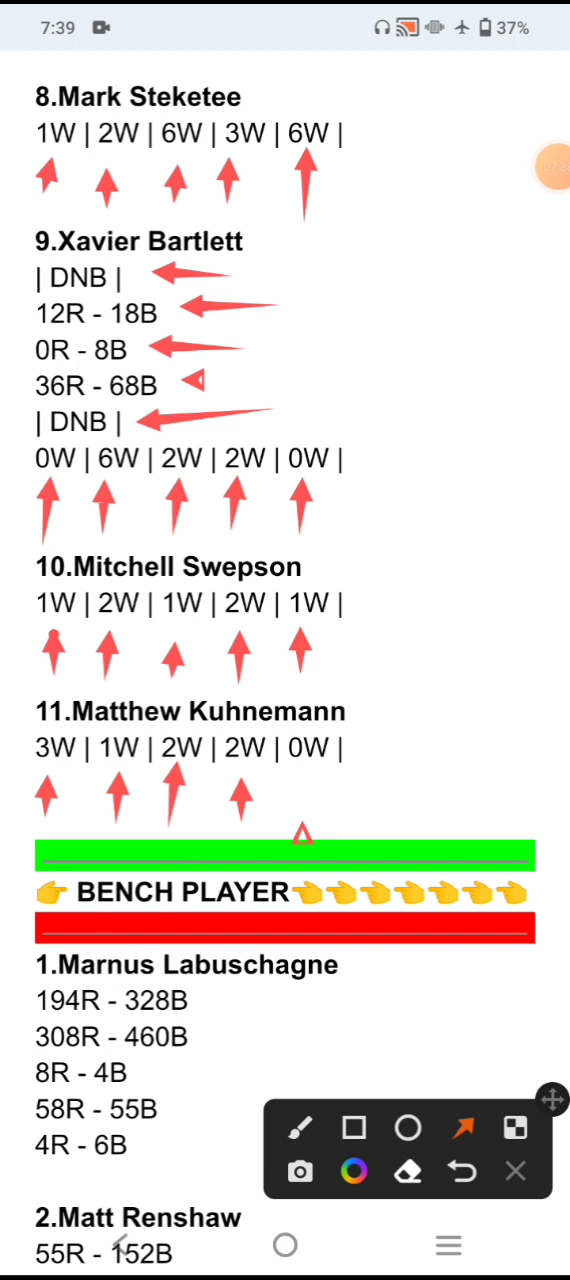 7:39
37%
8.Mark Steketee
1W | 2W | 6W | 3W | 6W |
9.Xavier Bartlett
| DNB |
12R - 18B
0R - 8B
36R - 68B
| DNB |
0W | 6W | 2W | 2W | 0W |
10.Mitchell Swepson
1W | 2W | 1W | 2W | 1W |
11.Matthew Kuhnemann
3W | 1W | 2W | 2W | 0W |
👉 BENCH PLAYER👈👈👈👈👈👈👈
1.Marnus Labuschagne
194R - 328B
308R - 460B
8R - 4B
58R - 55B
4R - 6B
2.Matt Renshaw
55R - 152B